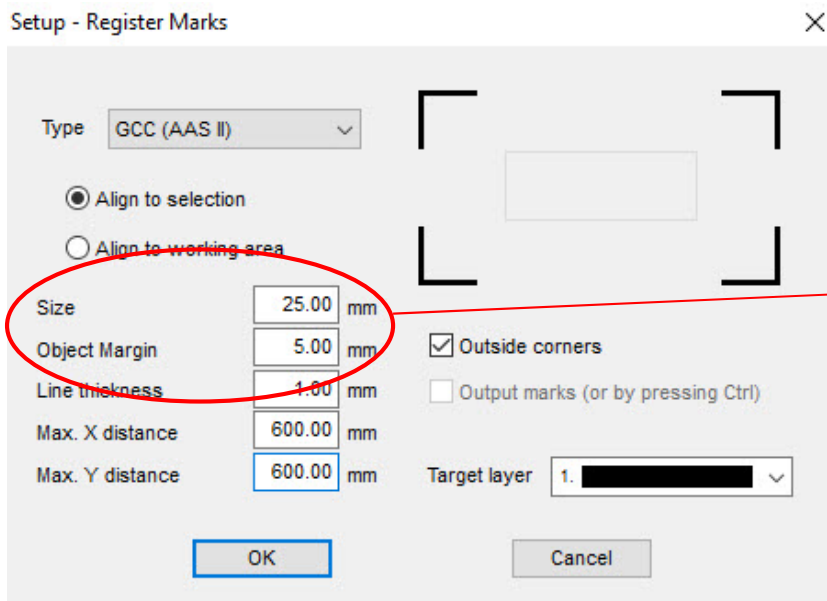 Setup - Register Marks
Type GCC (AAS II)
Align to selection
Align to working area
Size 25.00 mm
Object Margin 5.00 mm
Line thickness 1.00 mm
Max. X distance 600.00 mm
Max. Y distance 600.00 mm
Outside corners
Output marks (or by pressing Ctrl)
Target layer 1.
OK
Cancel